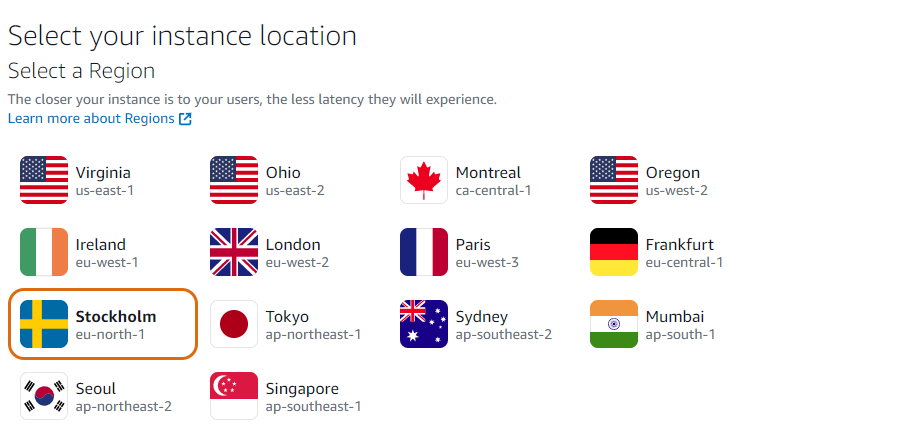 Select your instance location
Select a Region
The closer your instance is to your users, the less latency they will experience.
Learn more about Regions
Virginia
us-east-1
Ohio
us-east-2
Montreal
ca-central-1
Oregon
us-west-2
Ireland
eu-west-1
London
eu-west-2
Paris
eu-west-3
Frankfurt
eu-central-1
Stockholm
eu-north-1
Tokyo
ap-northeast-1
Sydney
ap-southeast-2
Mumbai
ap-south-1
Seoul
ap-northeast-2
Singapore
ap-southeast-1